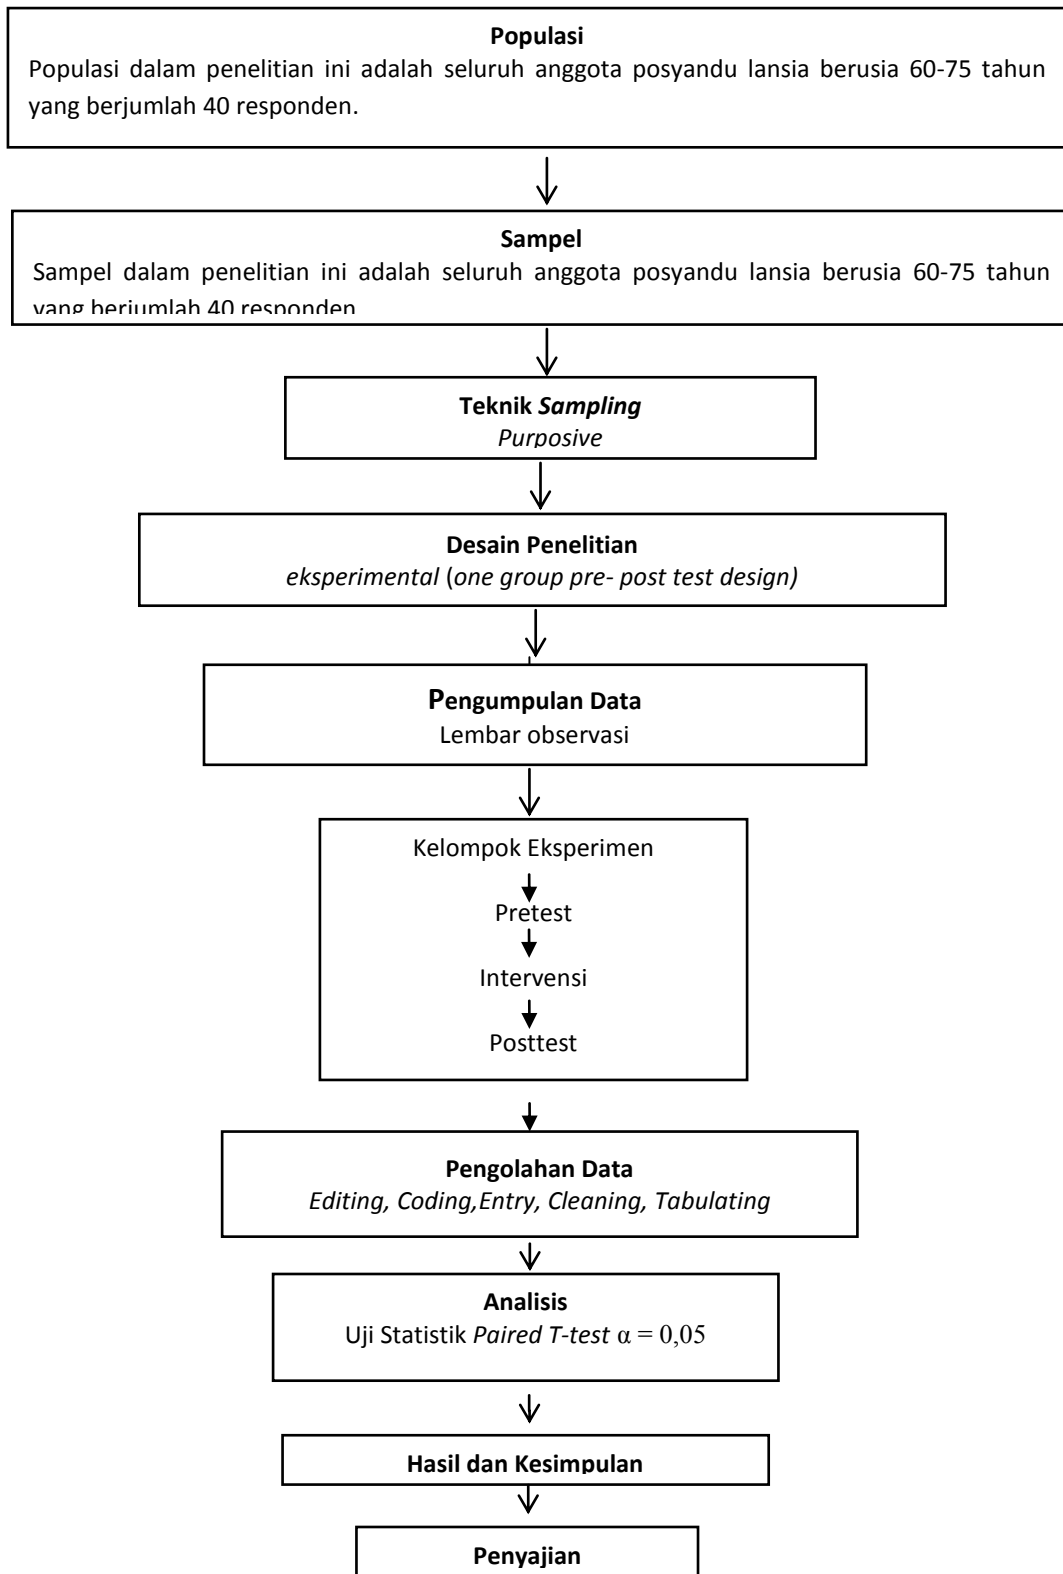 Populasi
Populasi dalam penelitian ini adalah seluruh anggota posyandu lansia berusia 60-75 tahun
yang berjumlah 40 responden.
Sampel
Sampel dalam penelitian ini adalah seluruh anggota posyandu lansia berusia 60-75 tahun
yang berjumlah 40 responden
Teknik Sampling
Purposive
Desain Penelitian
eksperimental (one group pre- post test design)
Pengumpulan Data
Lembar observasi
Kelompok Eksperimen
Pretest
Intervensi
Posttest
Pengolahan Data
Editing, Coding,Entry, Cleaning, Tabulating
Analisis
Uji Statistik Paired T-test α = 0,05
Hasil dan Kesimpulan
Penyajian